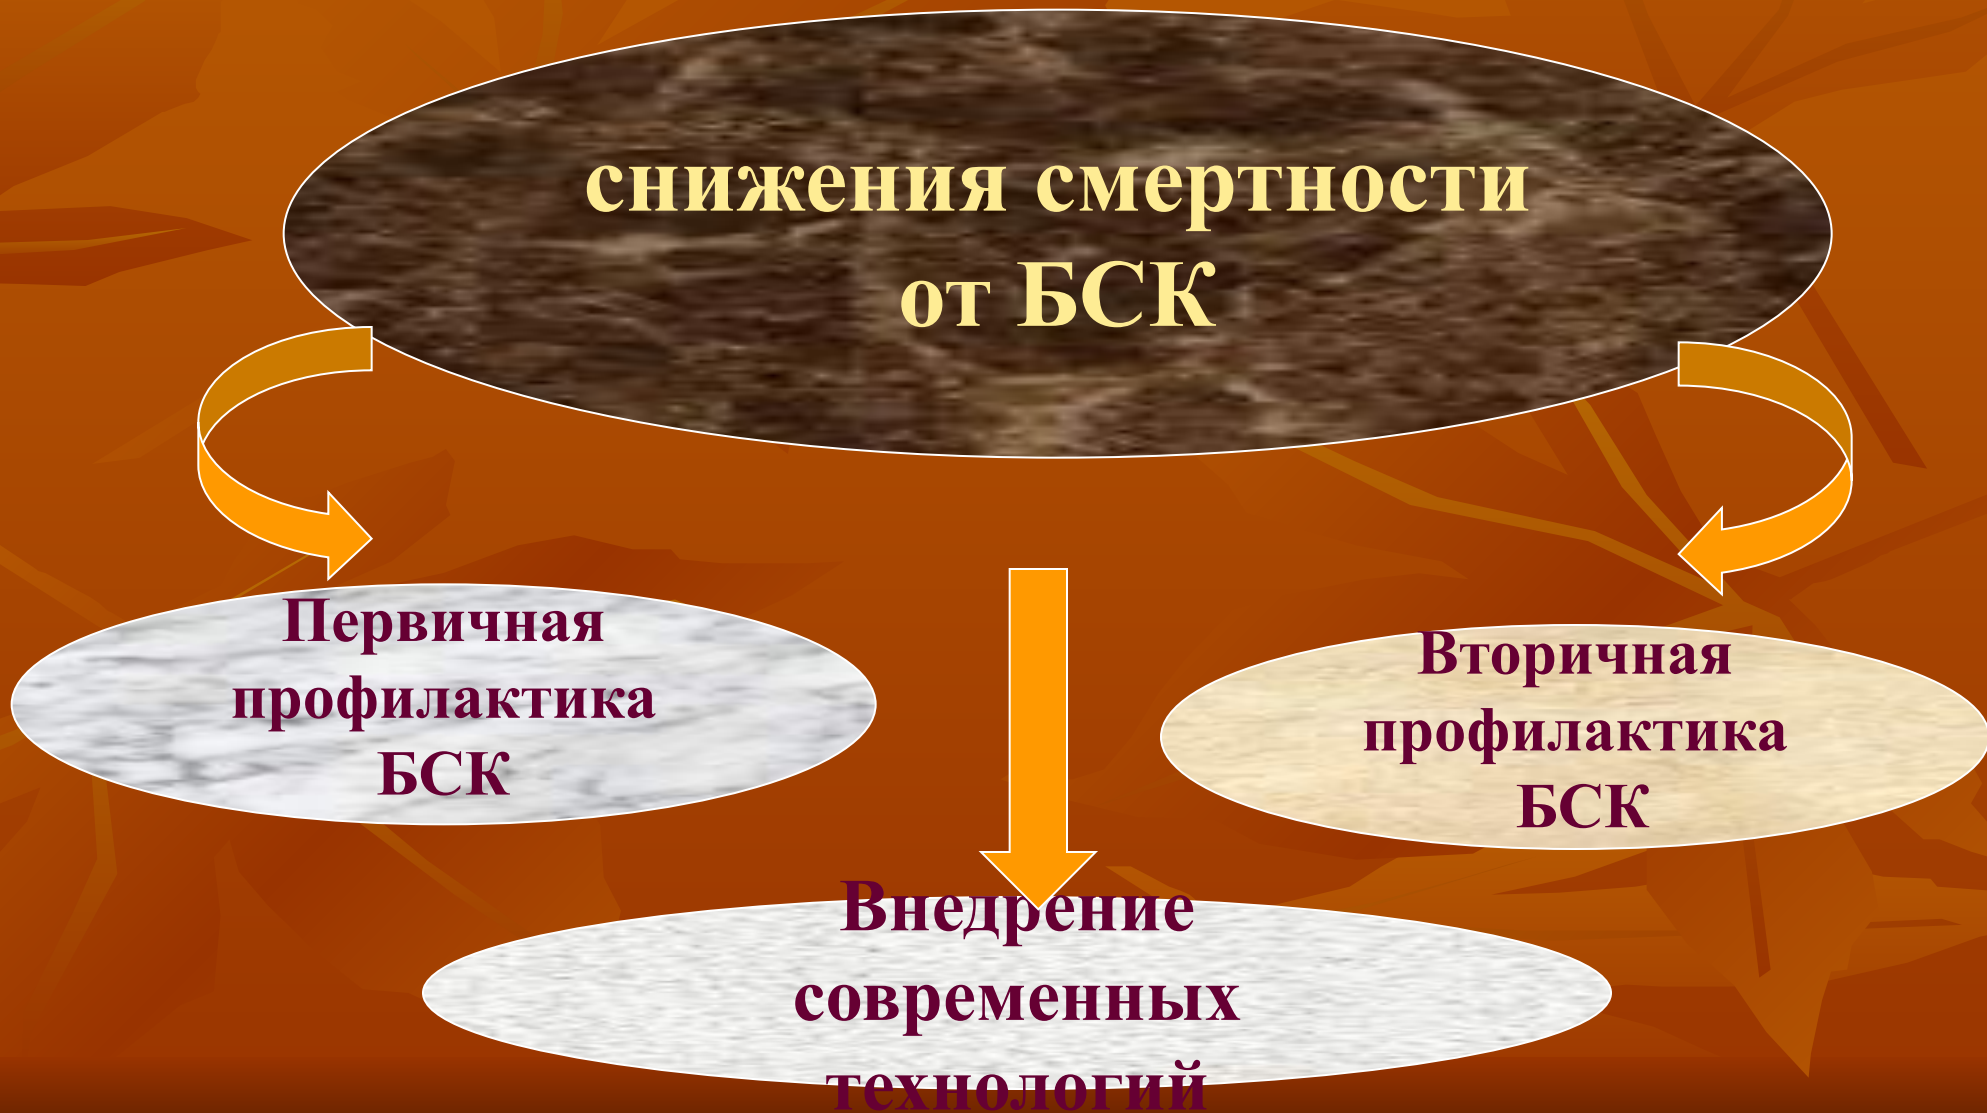 снижения смертности
от БСК
Первичная
профилактика
БСК
Вторичная
профилактика
БСК
Внедрение
современных
технологий